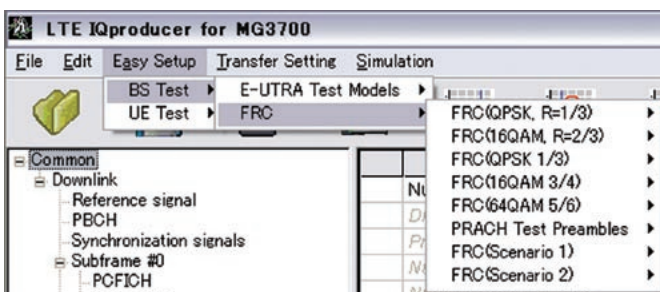 LTE IQproducer for MG3700
File Edit Easy Setup Transfer Setting Simulation
BS Test E-UTRA Test Models
UE Test FRC
FRC(QPSK, R=1/3)
FRC(16QAM, R=2/3)
FRC(QPSK 1/3)
FRC(16QAM 3/4)
FRC(64QAM 5/6)
PRACH Test Preambles
FRC(Scenario 1)
FRC(Scenario 2)
Common
Downlink
Reference signal
PBCH
Synchronization signals
Subframe #0
PCFICH